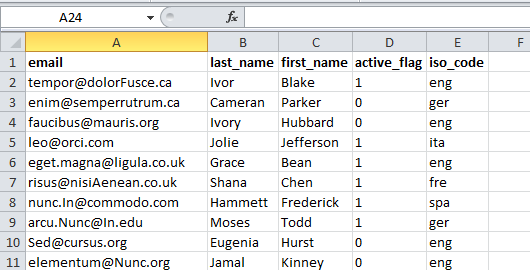 A24 fx
A B C D E F
1 email last_name first_name active_flag iso_code
2 tempor@dolorFusce.ca Ivor Blake 1 eng
3 enim@semperrutrum.ca Cameran Parker 0 ger
4 faucibus@mauris.org Ivory Hubbard 0 eng
5 leo@orci.com Jolie Jefferson 1 ita
6 eget.magna@ligula.co.uk Grace Bean 1 eng
7 risus@nisiAenean.co.uk Shana Chen 1 fre
8 nunc.In@commodo.com Hammett Frederick 1 spa
9 arcu.Nunc@In.edu Moses Todd 1 ger
10 Sed@cursus.org Eugenia Hurst 0 eng
11 elementum@Nunc.org Jamal Kinney 0 eng